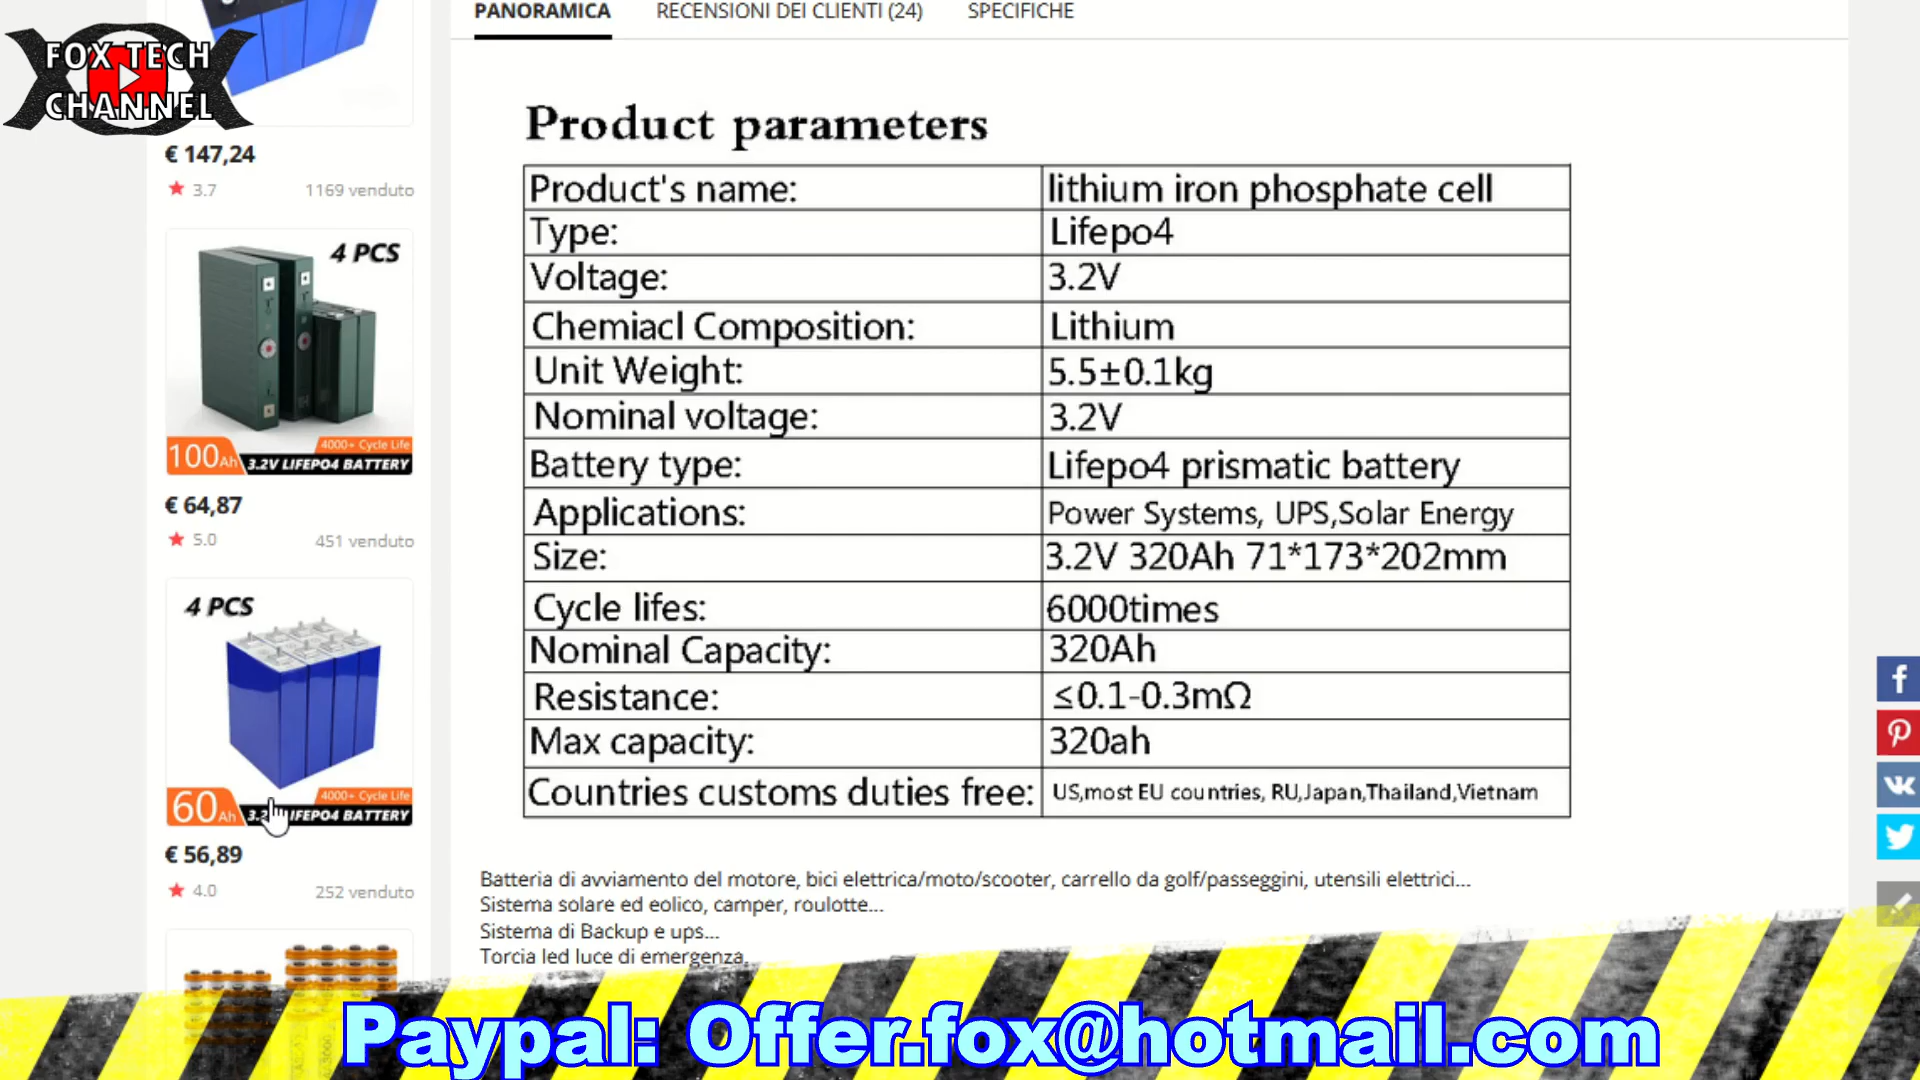 PANORAMICA RECENSIONI DEI CLIENTI (24) SPECIFICHE
FOX TECH
CHANNEL
€ 147,24
3.7 1169 venduto
4 PCS
100Ah
4000+ Cycle Life
3.2V LIFEPO4 BATTERY
€ 64,87
5.0 451 venduto
4 PCS
60Ah
4000+ Cycle Life
LIFEPO4 BATTERY
€ 56,89
4.0 252 venduto
Product parameters
Product's name: lithium iron phosphate cell
Type: Lifepo4
Voltage: 3.2V
Chemiacl Composition: Lithium
Unit Weight: 5.5±0.1kg
Nominal voltage: 3.2V
Battery type: Lifepo4 prismatic battery
Applications: Power Systems, UPS,Solar Energy
Size: 3.2V 320Ah 71*173*202mm
Cycle lifes: 6000times
Nominal Capacity: 320Ah
Resistance: ≤0.1-0.3mΩ
Max capacity: 320ah
Countries customs duties free: US,most EU countries, RU,Japan,Thailand,Vietnam
Batteria di avviamento del motore, bici elettrica/moto/scooter, carrello da golf/passeggini, utensili elettrici...
Sistema solare ed eolico, camper, roulotte...
Sistema di Backup e ups...
Torcia led luce di emergenza.
Paypal: Offer.fox@hotmail.com